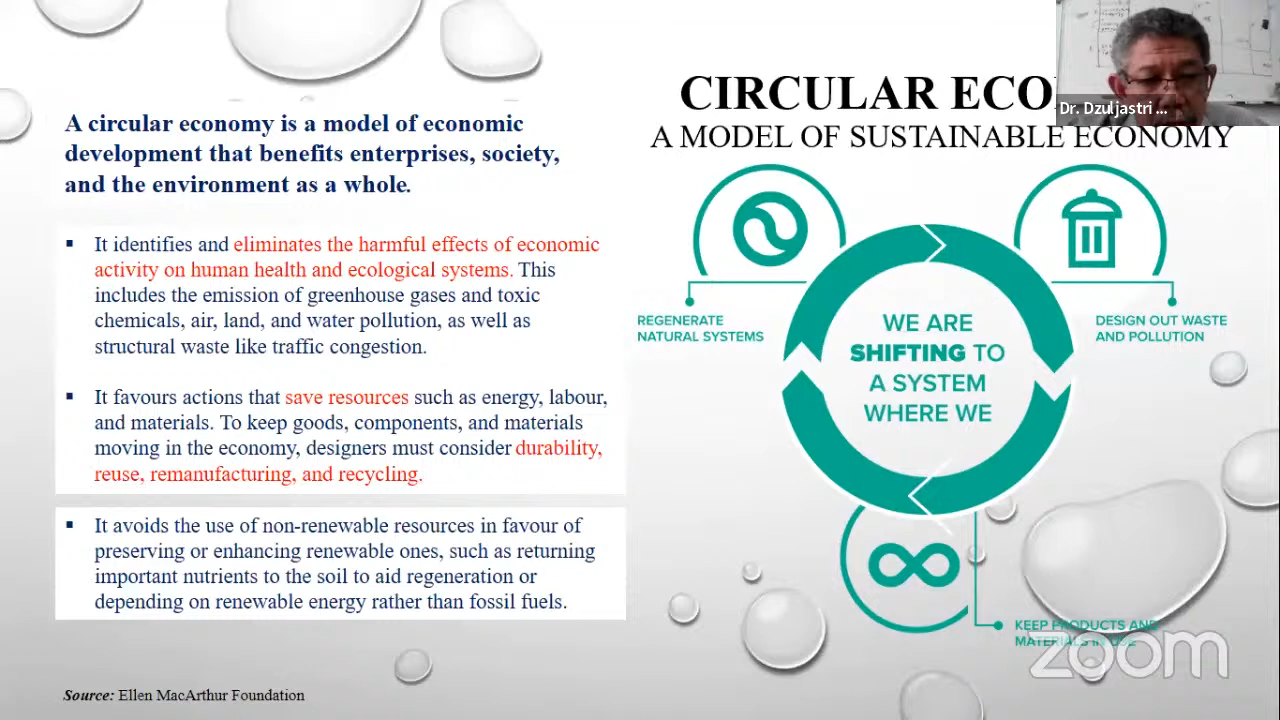 A circular economy is a model of economic
development that benefits enterprises, society,
and the environment as a whole.
▪ It identifies and eliminates the harmful effects of economic
activity on human health and ecological systems. This
includes the emission of greenhouse gases and toxic
chemicals, air, land, and water pollution, as well as
structural waste like traffic congestion.
▪ It favours actions that save resources such as energy, labour,
and materials. To keep goods, components, and materials
moving in the economy, designers must consider durability,
reuse, remanufacturing, and recycling.
▪ It avoids the use of non-renewable resources in favour of
preserving or enhancing renewable ones, such as returning
important nutrients to the soil to aid regeneration or
depending on renewable energy rather than fossil fuels.
Source: Ellen MacArthur Foundation
CIRCULAR
A MODEL OF SUSTAINABLE ECONOMY
Dr. Dzuljastri ...
REGENERATE
NATURAL SYSTEMS
DESIGN OUT WASTE
AND POLLUTION
WE ARE
SHIFTING TO
A SYSTEM
WHERE WE
KEEP PRODUCTS AND
MATERIALS IN USE
zoom